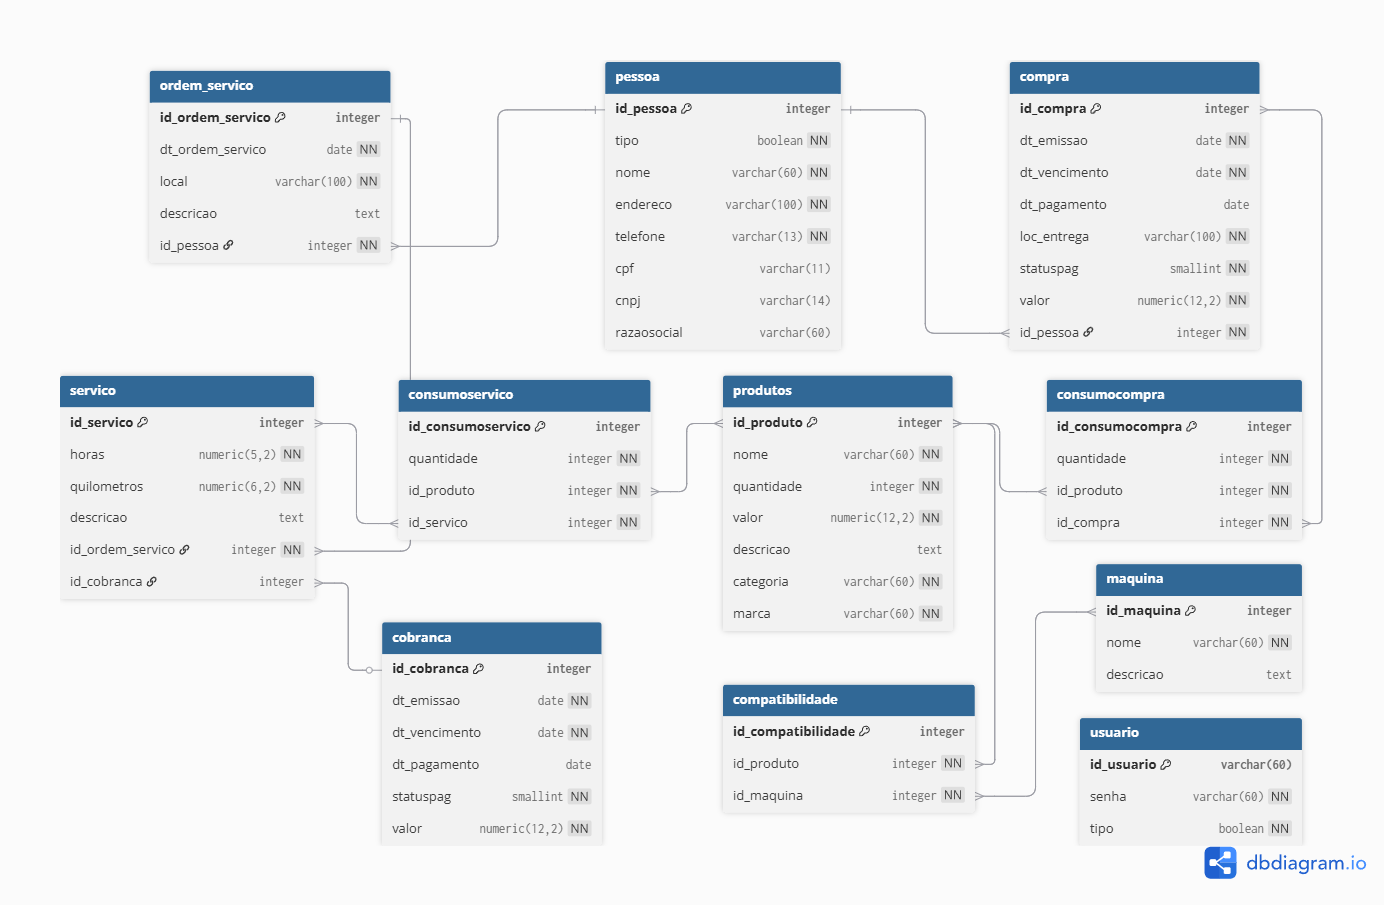 ordem_servico
id_ordem_servico integer
dt_ordem_servico date NN
local varchar(100) NN
descricao text
id_pessoa integer NN
pessoa
id_pessoa integer
tipo boolean NN
nome varchar(60) NN
endereco varchar(100) NN
telefone varchar(13) NN
cpf varchar(11)
cnpj varchar(14)
razaosocial varchar(60)
compra
id_compra integer
dt_emissao date NN
dt_vencimento date NN
dt_pagamento date
loc_entrega varchar(100) NN
statuspag smallint NN
valor numeric(12,2) NN
id_pessoa integer NN
servico
id_servico integer
horas numeric(5,2) NN
quilometros numeric(6,2) NN
descricao text
id_ordem_servico integer NN
id_cobranca integer
consumoservico
id_consumoservico integer
quantidade integer NN
id_produto integer NN
id_servico integer NN
produtos
id_produto integer
nome varchar(60) NN
quantidade integer NN
valor numeric(12,2) NN
descricao text
categoria varchar(60) NN
marca varchar(60) NN
consumocompra
id_consumocompra integer
quantidade integer NN
id_produto integer NN
id_compra integer NN
maquina
id_maquina integer
nome varchar(60) NN
descricao text
cobranca
id_cobranca integer
dt_emissao date NN
dt_vencimento date NN
dt_pagamento date
statuspag smallint NN
valor numeric(12,2) NN
compatibilidade
id_compatibilidade integer
id_produto integer NN
id_maquina integer NN
usuario
id_usuario varchar(60)
senha varchar(60) NN
tipo boolean NN
dbdiagram.io